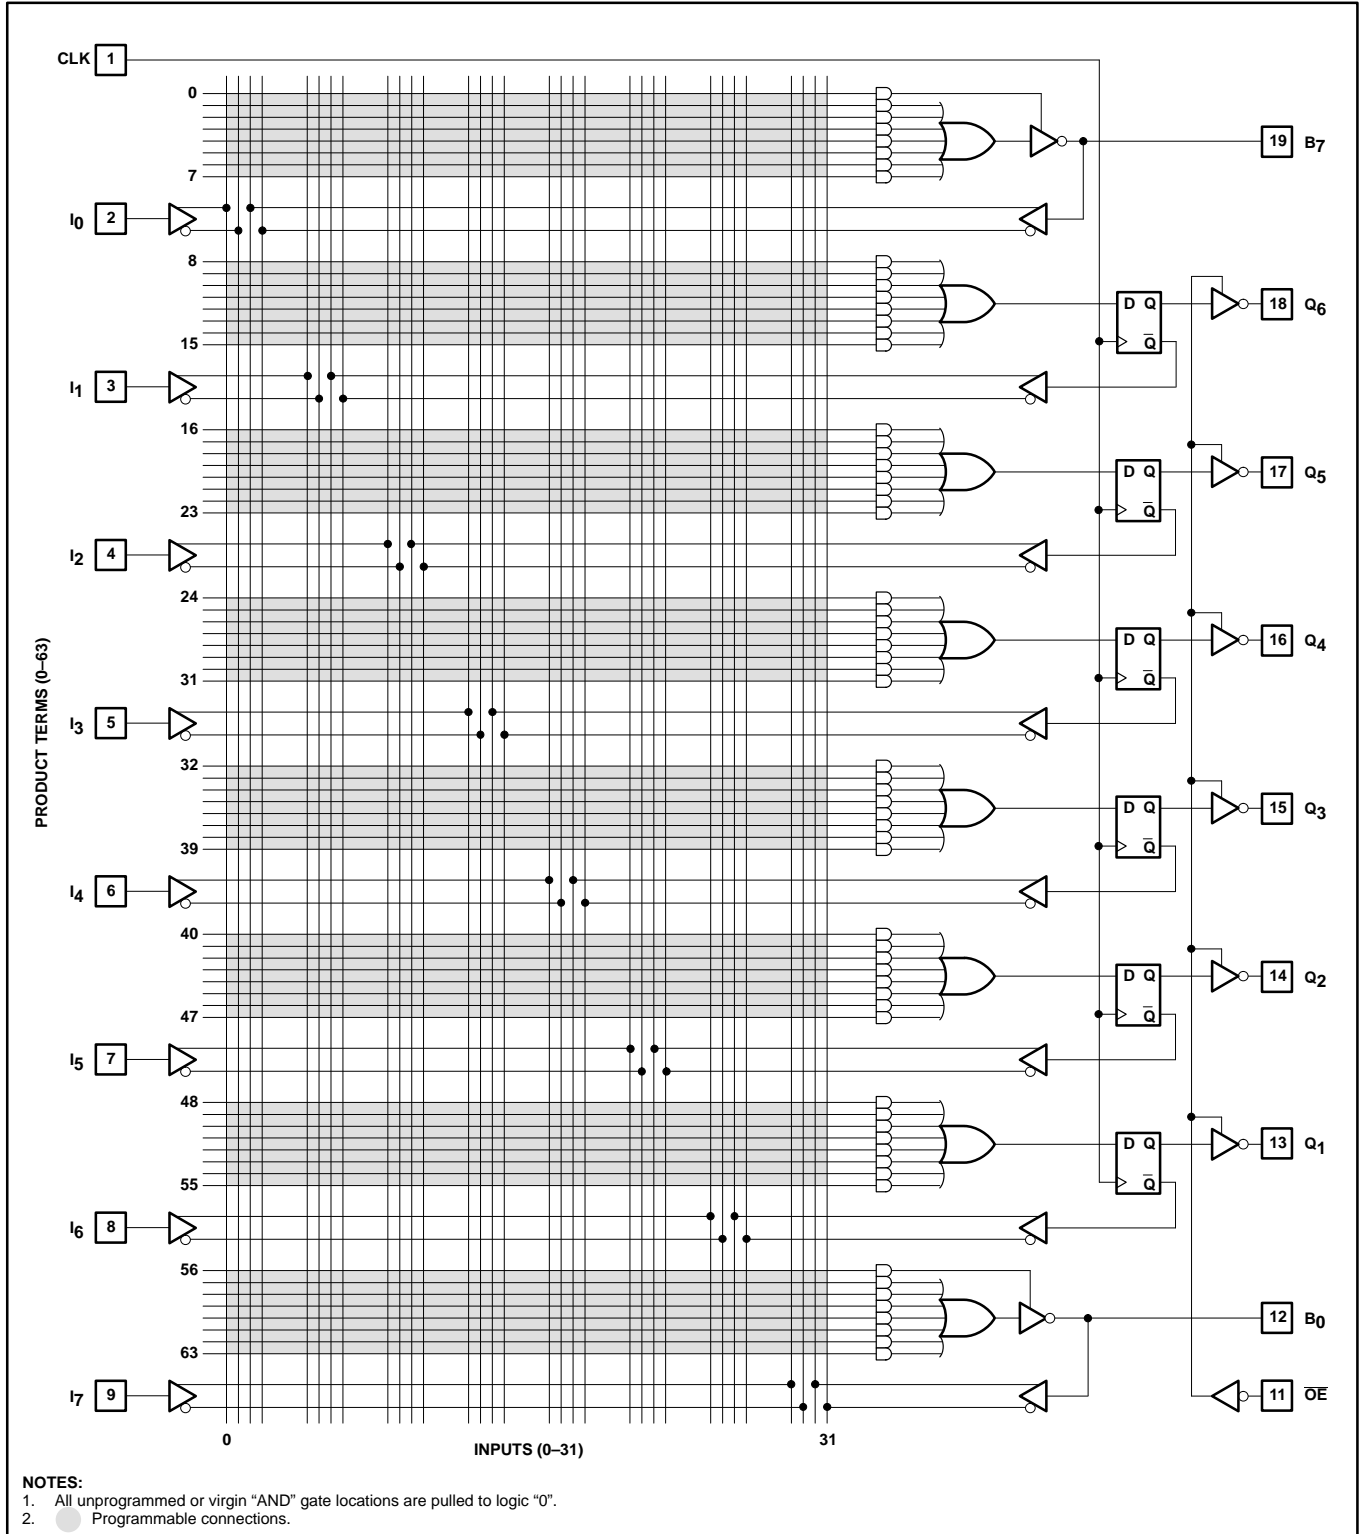 CLK 1
0
7
19 B7
I0 2
8
15
D Q
Q̅
18 Q6
I1 3
16
23
D Q
Q̅
17 Q5
I2 4
24
31
D Q
Q̅
16 Q4
I3 5
PRODUCT TERMS (0–63)
32
39
D Q
Q̅
15 Q3
I4 6
40
47
D Q
Q̅
14 Q2
I5 7
48
55
D Q
Q̅
13 Q1
I6 8
56
63
12 B0
I7 9
11 O̅E̅
0
31
INPUTS (0–31)
NOTES:
1. All unprogrammed or virgin “AND” gate locations are pulled to logic “0”.
2. Programmable connections.